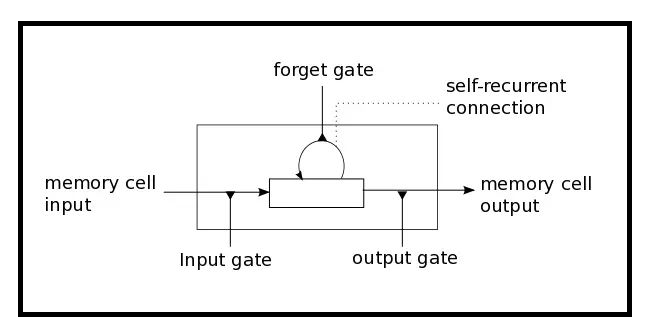 forget gate
self-recurrent
connection
memory cell
input
memory cell
output
Input gate
output gate